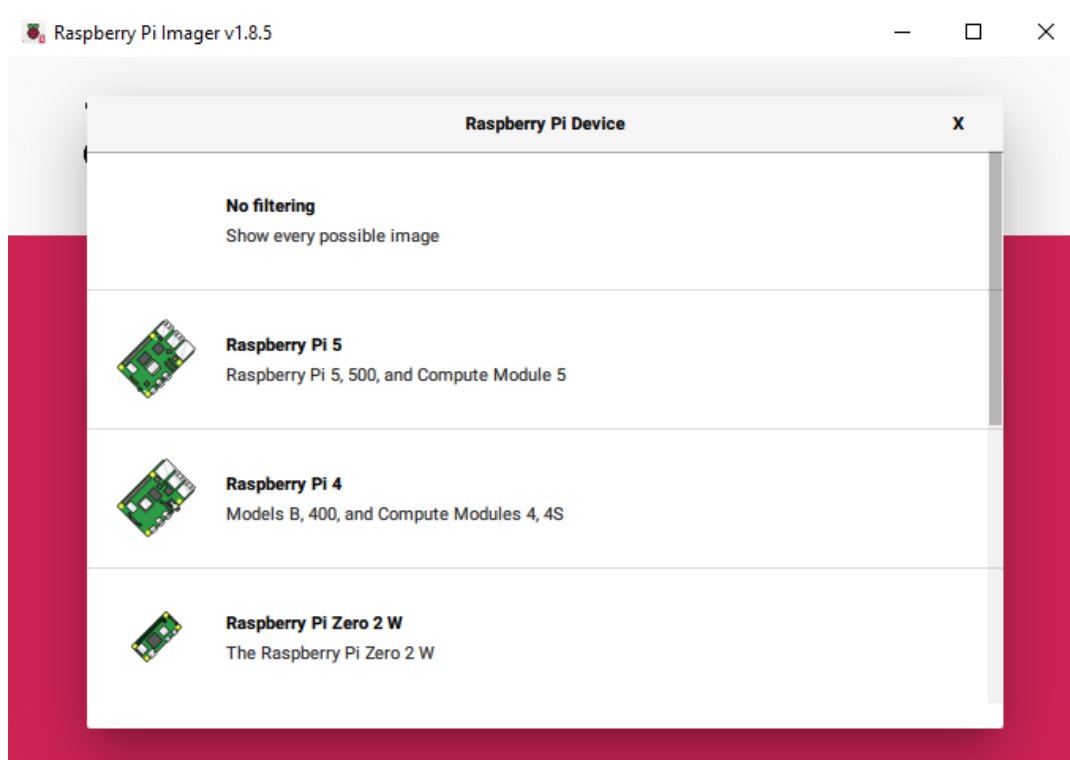 Raspberry Pi Imager v1.8.5
Raspberry Pi Device X
No filtering
Show every possible image
Raspberry Pi 5
Raspberry Pi 5, 500, and Compute Module 5
Raspberry Pi 4
Models B, 400, and Compute Modules 4, 4S
Raspberry Pi Zero 2 W
The Raspberry Pi Zero 2 W